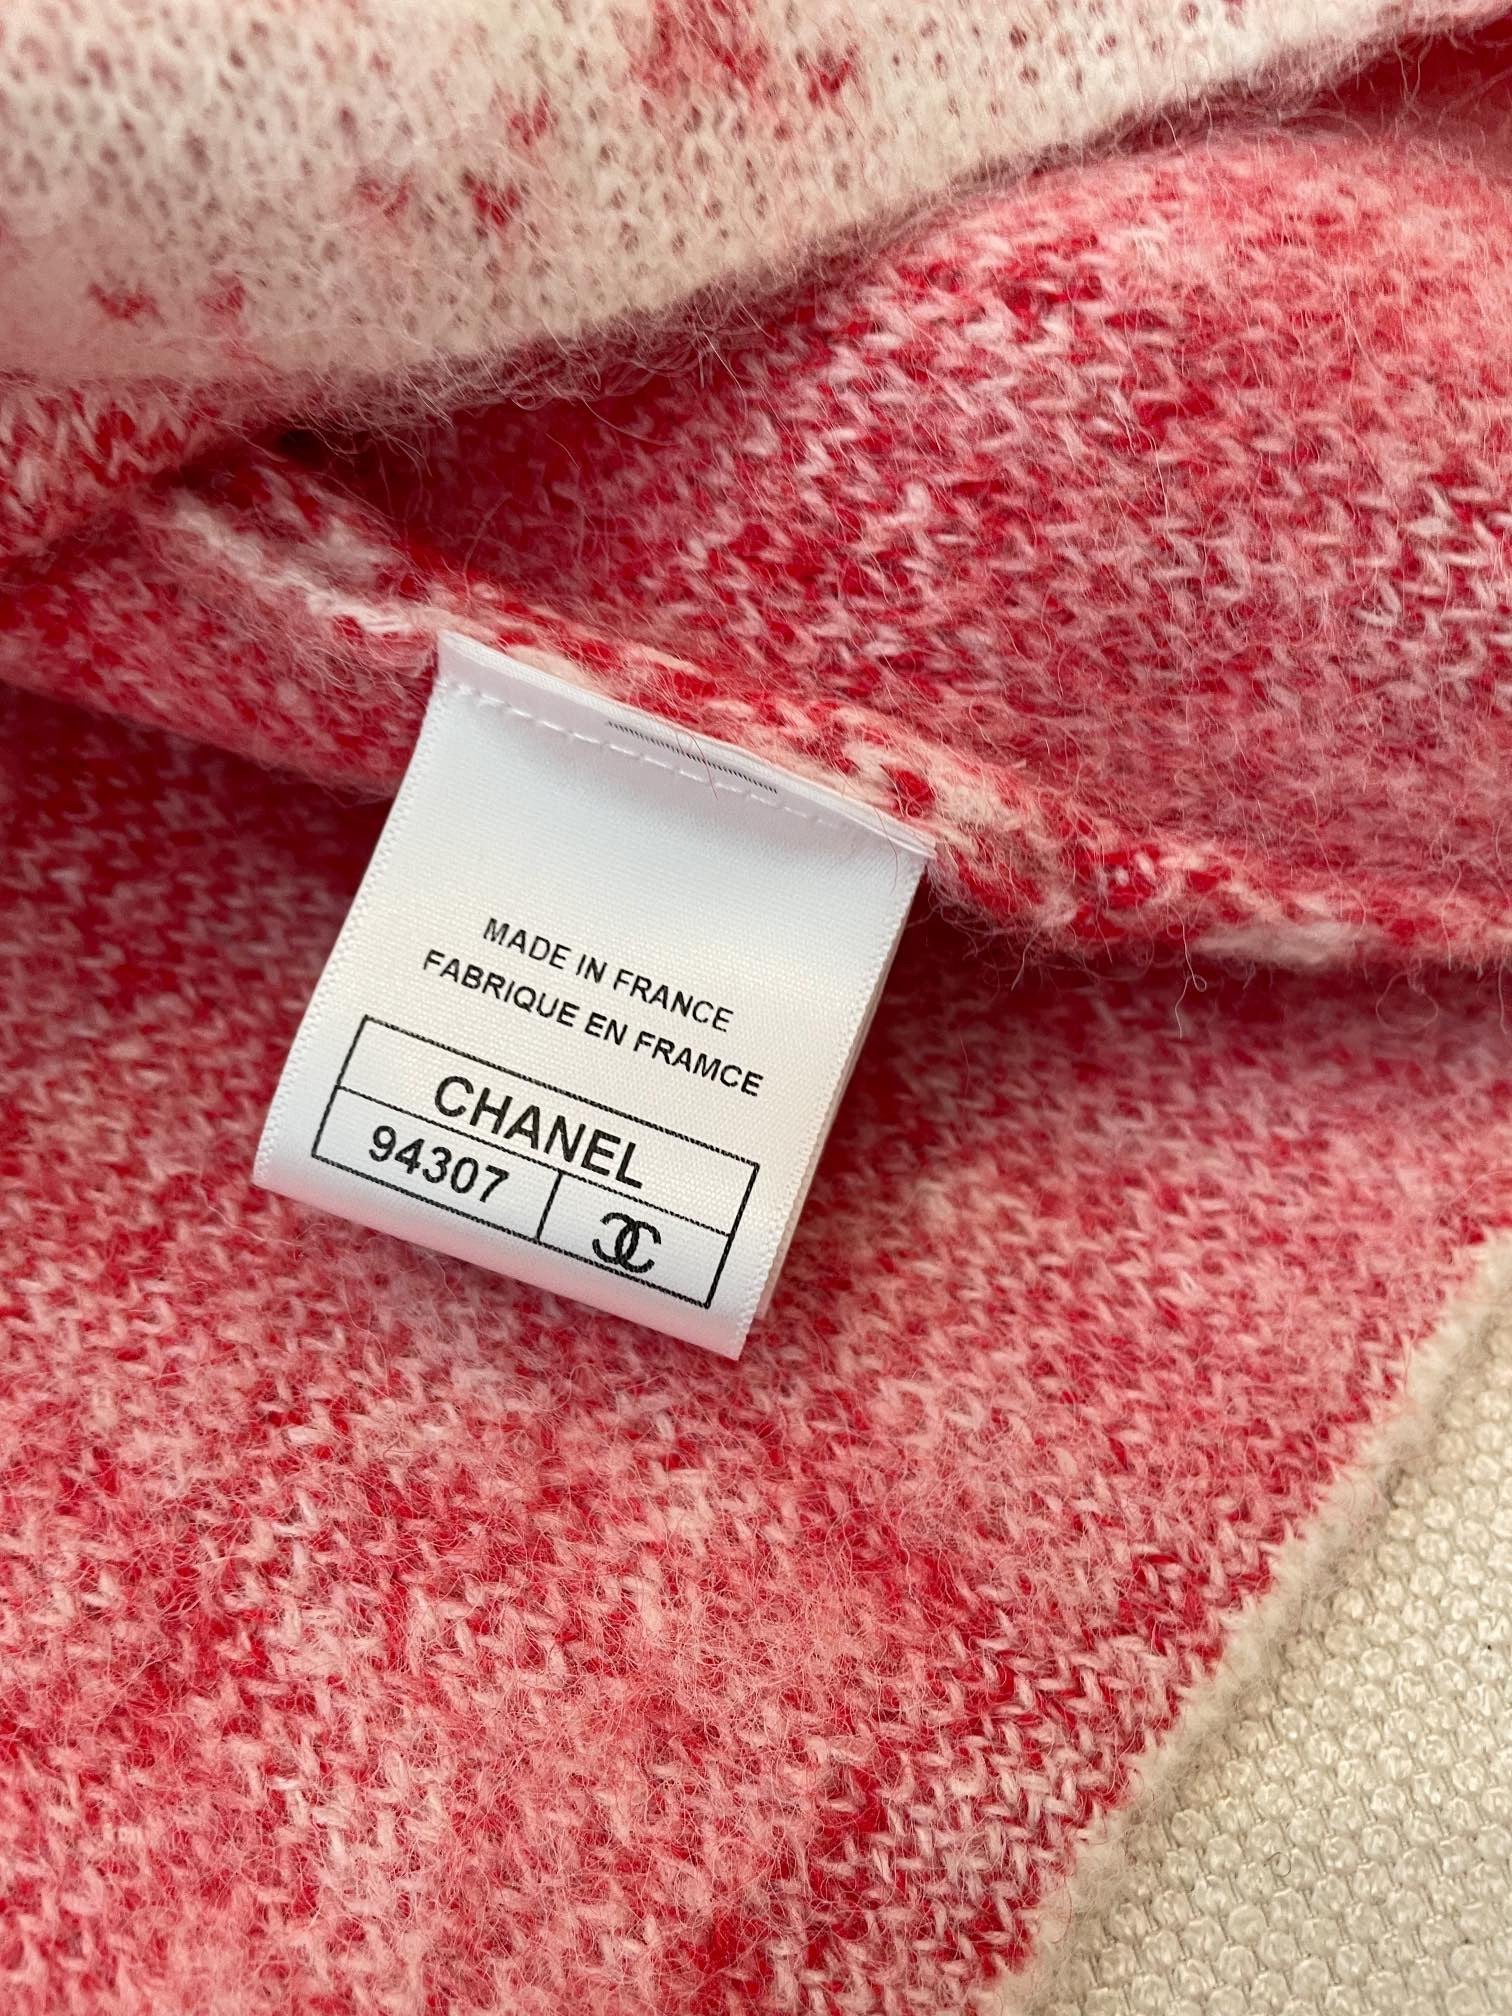 MADE IN FRANCE
FABRIQUE EN FRAMCE
CHANEL
94307